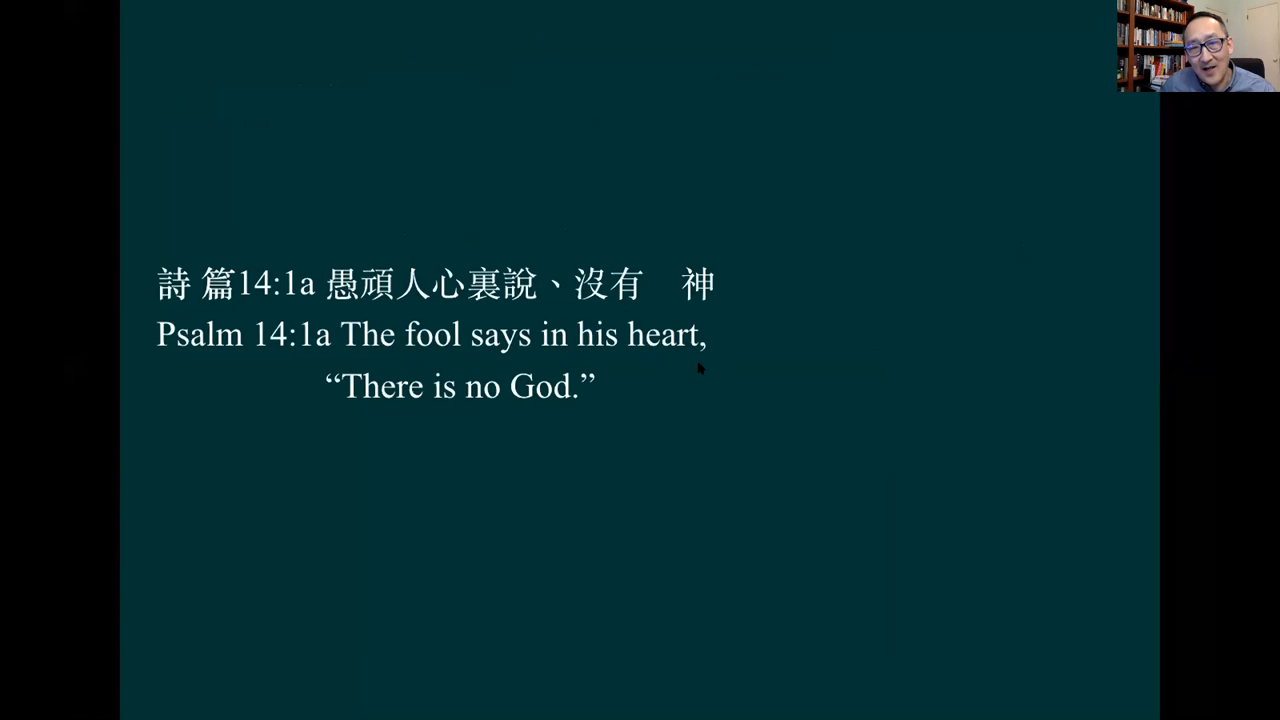 詩 篇14:1a 愚頑人心裏說、沒有　神
Psalm 14:1a The fool says in his heart,
“There is no God.”